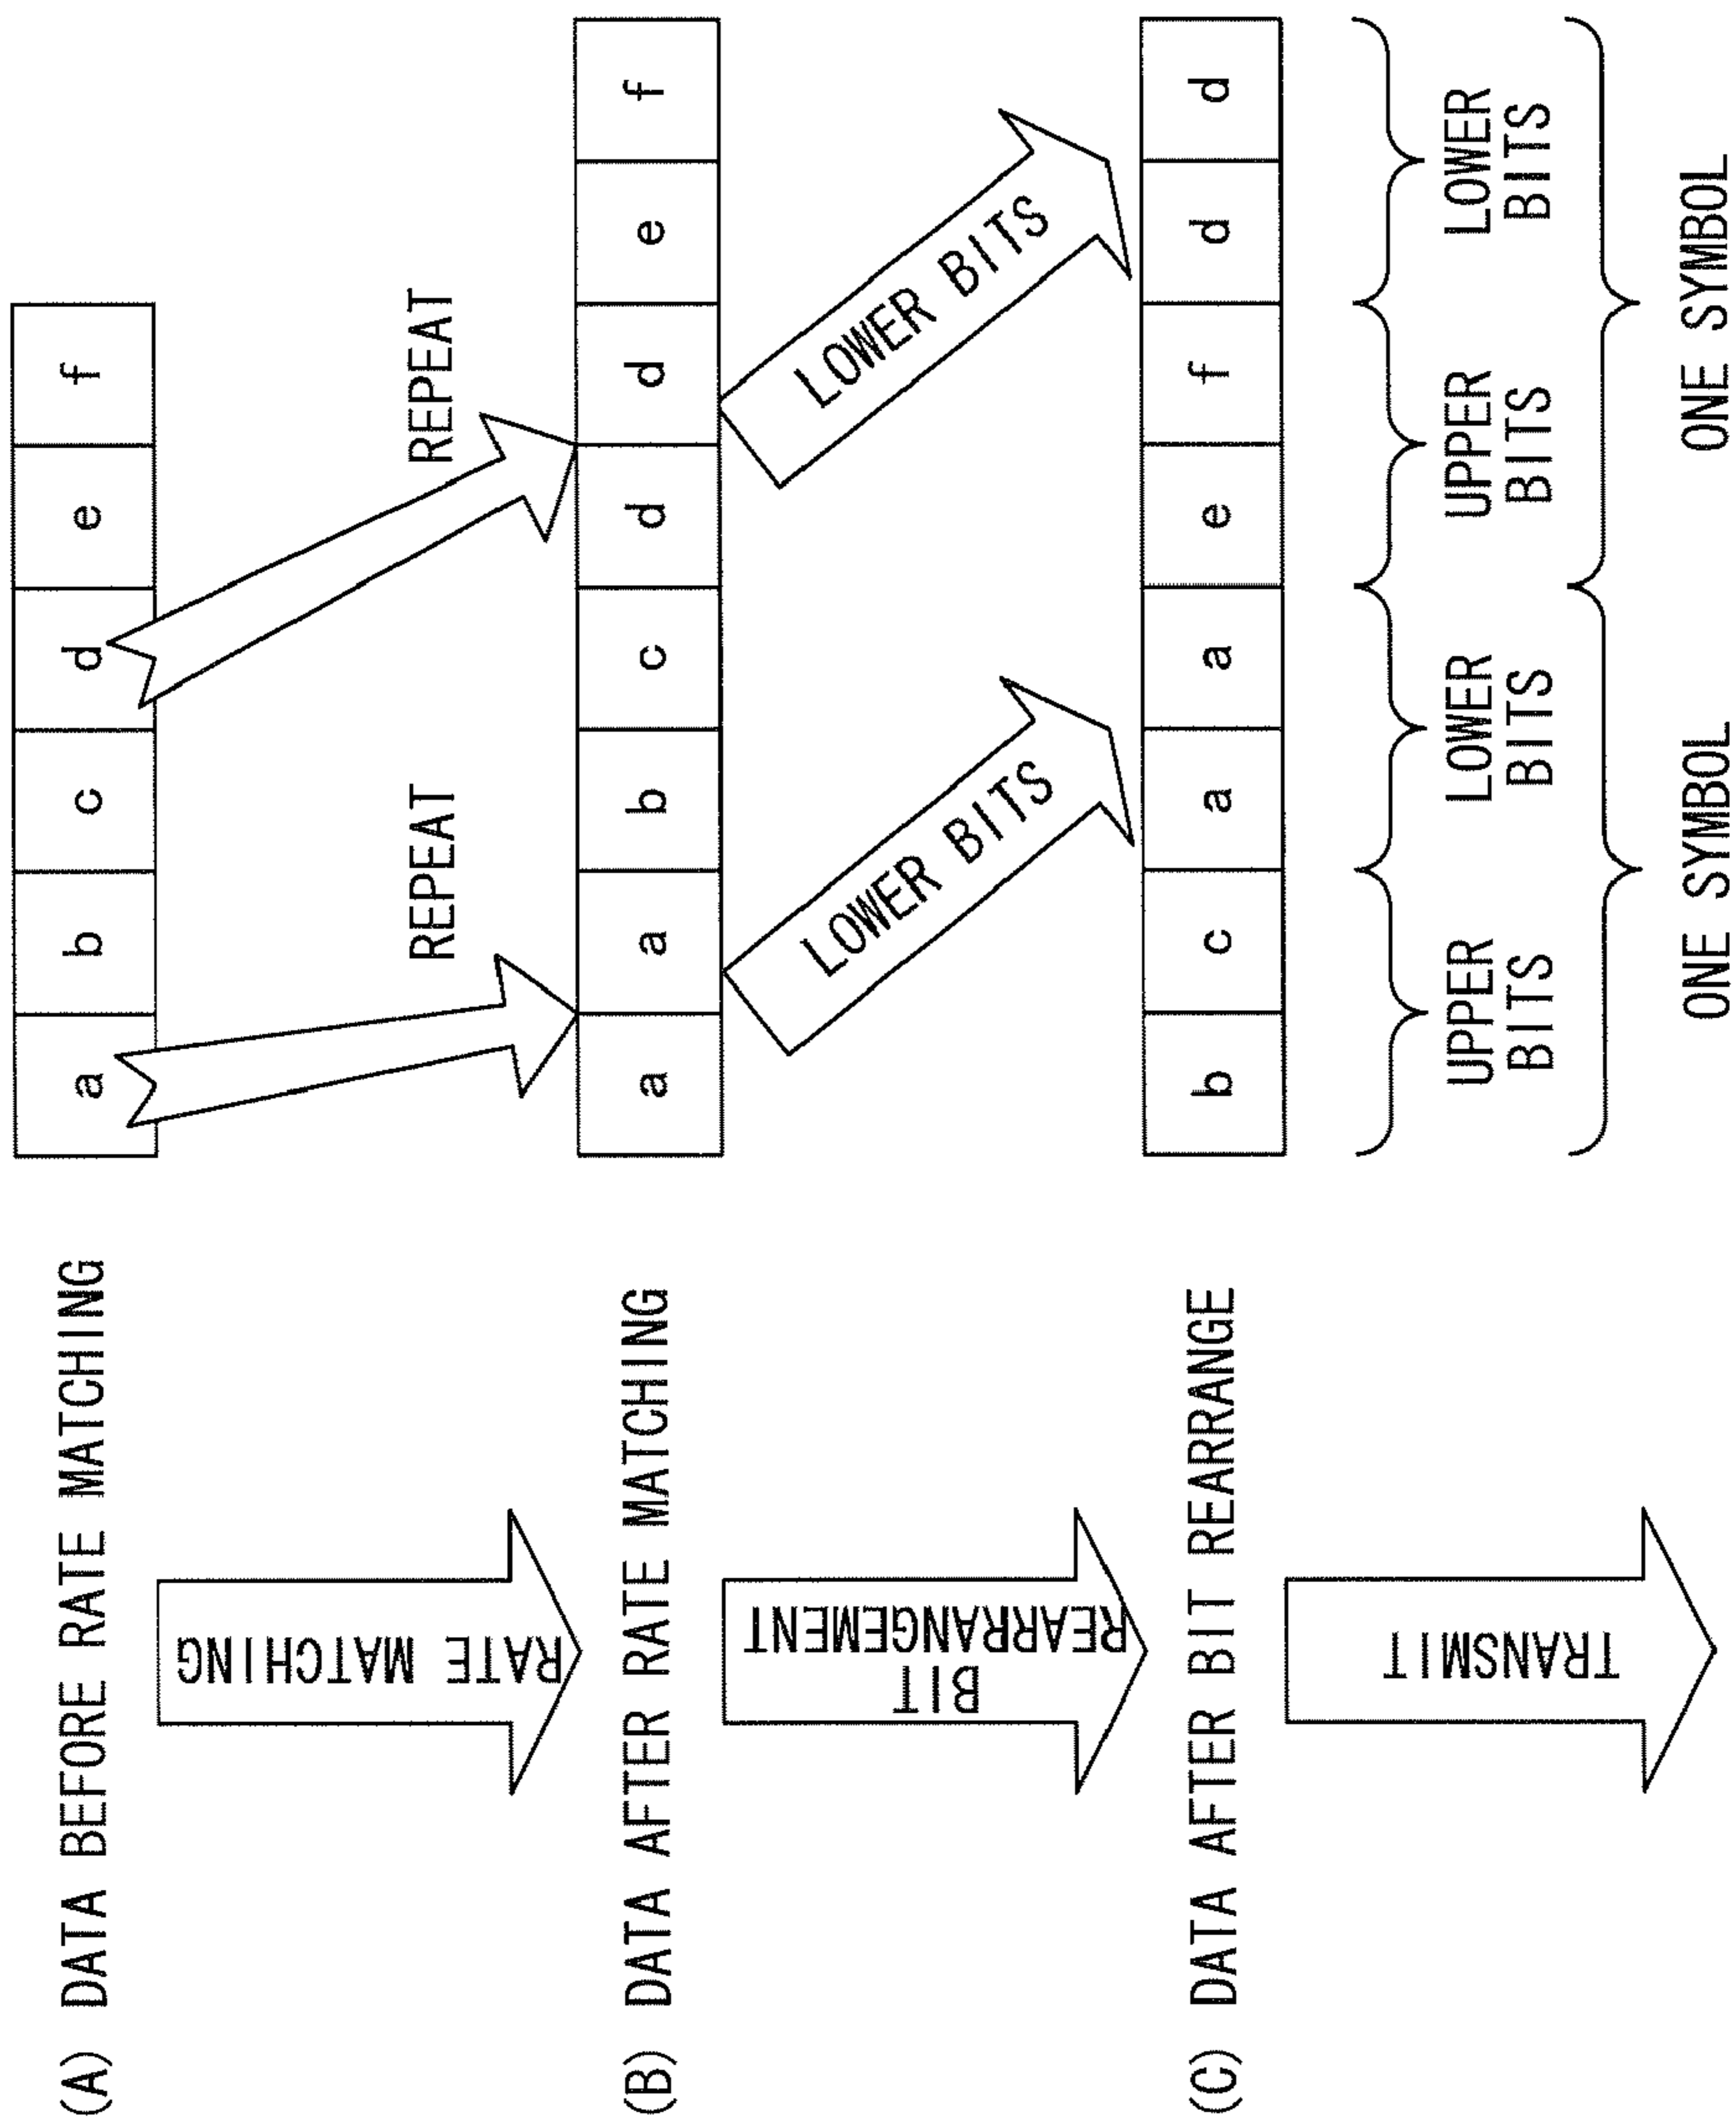 (A) DATA BEFORE RATE MATCHING
a b c d e f
RATE MATCHING
REPEAT
REPEAT
(B) DATA AFTER RATE MATCHING
a a b c d d e f
BIT
REARRANGEMENT
LOWER BITS
LOWER BITS
(C) DATA AFTER BIT REARRANGE
b c a a e f d d
TRANSMIT
UPPER
BITS
LOWER
BITS
UPPER
BITS
LOWER
BITS
ONE SYMBOL
ONE SYMBOL